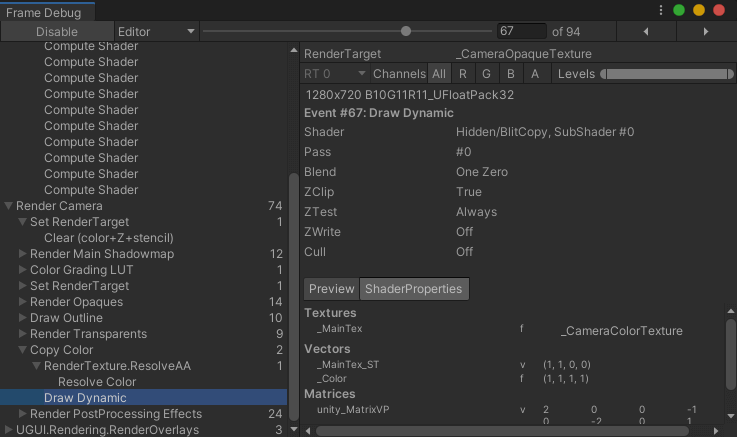 Frame Debug
Disable Editor 67 of 94
Compute Shader
Compute Shader
Compute Shader
Compute Shader
Compute Shader
Compute Shader
Compute Shader
Compute Shader
Compute Shader
Compute Shader
Render Camera 74
Set RenderTarget 1
Clear (color+Z+stencil)
Render Main Shadowmap 12
Color Grading LUT 1
Set RenderTarget 1
Render Opaques 14
Draw Outline 10
Render Transparents 9
Copy Color 2
RenderTexture.ResolveAA 1
Resolve Color
Draw Dynamic
Render PostProcessing Effects 24
UGUI.Rendering.RenderOverlays 3
RenderTarget _CameraOpaqueTexture
RT 0 Channels All R G B A Levels
1280x720 B10G11R11_UFloatPack32
Event #67: Draw Dynamic
Shader Hidden/BlitCopy, SubShader #0
Pass #0
Blend One Zero
ZClip True
ZTest Always
ZWrite Off
Cull Off
Preview ShaderProperties
Textures
_MainTex f _CameraColorTexture
Vectors
_MainTex_ST v (1, 1, 0, 0)
_Color f (1, 1, 1, 1)
Matrices
unity_MatrixVP v 2 0 0 -1
0 -2 0 1